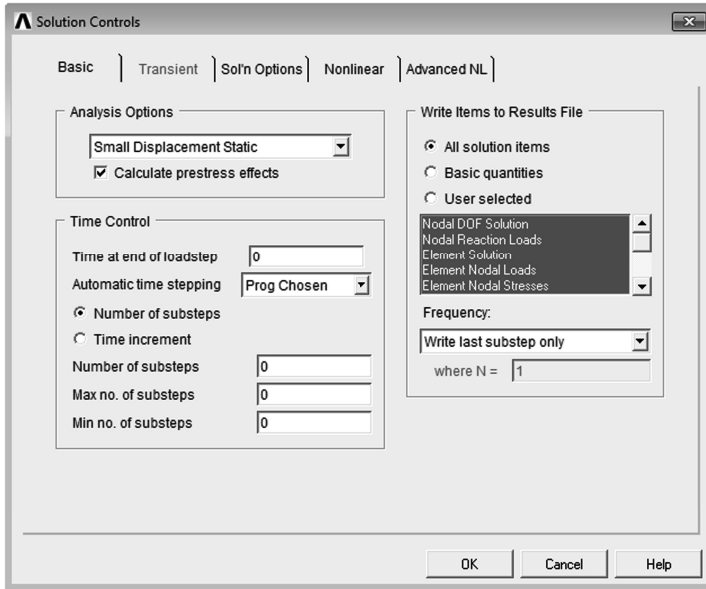 Solution Controls
Basic
Transient
Sol'n Options
Nonlinear
Advanced NL
Analysis Options
Small Displacement Static
Calculate prestress effects
Time Control
Time at end of loadstep 0
Automatic time stepping Prog Chosen
Number of substeps
Time increment
Number of substeps 0
Max no. of substeps 0
Min no. of substeps 0
Write Items to Results File
All solution items
Basic quantities
User selected
Nodal DOF Solution
Nodal Reaction Loads
Element Solution
Element Nodal Loads
Element Nodal Stresses
Frequency:
Write last substep only
where N = 1
OK
Cancel
Help